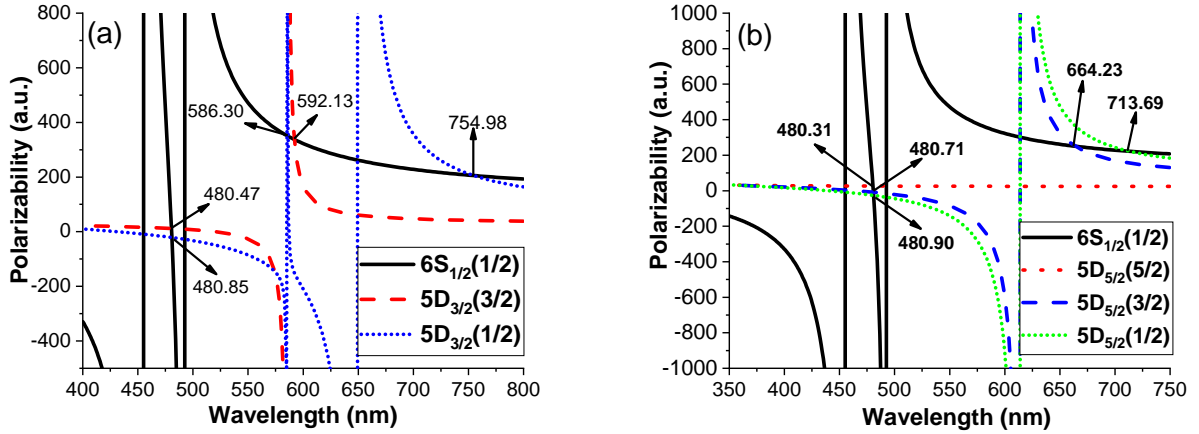 (a)
800
600
400
200
0
-200
-400
Polarizability (a.u.)
586.30
592.13
754.98
480.47
480.85
6S1/2(1/2)
5D3/2(3/2)
5D3/2(1/2)
400 450 500 550 600 650 700 750 800
Wavelength (nm)
(b)
1000
800
600
400
200
0
-200
-400
-600
-800
-1000
Polarizability (a.u.)
664.23
713.69
480.31
480.71
480.90
6S1/2(1/2)
5D5/2(5/2)
5D5/2(3/2)
5D5/2(1/2)
350 400 450 500 550 600 650 700 750
Wavelength (nm)